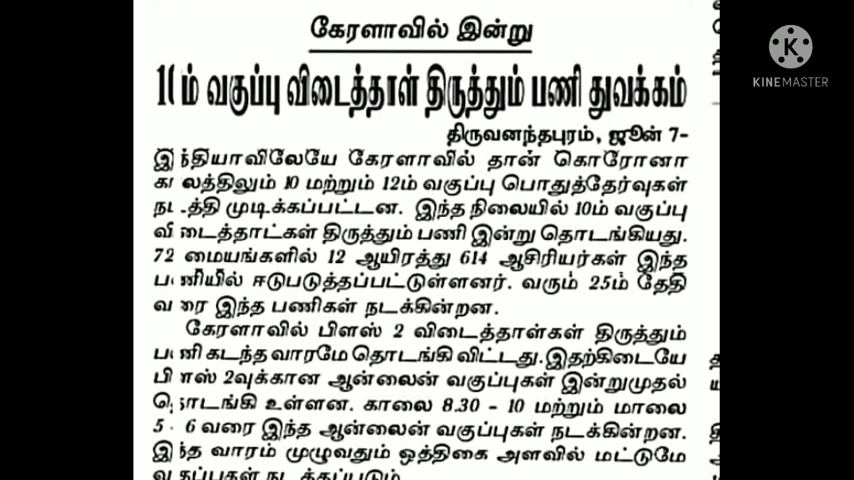 கேரளாவில் இன்று
10ம் வகுப்பு விடைத்தாள் திருத்தும் பணி துவக்கம்
திருவனந்தபுரம், ஜூன் 7-
இந்தியாவிலேயே கேரளாவில் தான் கொரோனா
காலத்திலும் 10 மற்றும் 12ம் வகுப்பு பொதுத்தேர்வுகள்
நடத்தி முடிக்கப்பட்டன. இந்த நிலையில் 10ம் வகுப்பு
விடைத்தாட்கள் திருத்தும் பணி இன்று தொடங்கியது.
72 மையங்களில் 12 ஆயிரத்து 614 ஆசிரியர்கள் இந்த
பணியில் ஈடுபடுத்தப்பட்டுள்ளனர். வரும் 25ம் தேதி
வரை இந்த பணிகள் நடக்கின்றன.
கேரளாவில் பிளஸ் 2 விடைத்தாள்கள் திருத்தும்
பணி கடந்த வாரமே தொடங்கி விட்டது.இதற்கிடையே
பிளஸ் 2வுக்கான ஆன்லைன் வகுப்புகள் இன்றுமுதல்
தொடங்கி உள்ளன. காலை 8.30 - 10 மற்றும் மாலை
5 - 6 வரை இந்த ஆன்லைன் வகுப்புகள் நடக்கின்றன.
இந்த வாரம் முழுவதும் ஒத்திகை அளவில் மட்டுமே
வகுப்புகள் நடக்கப்படும்.
K
KINEMASTER